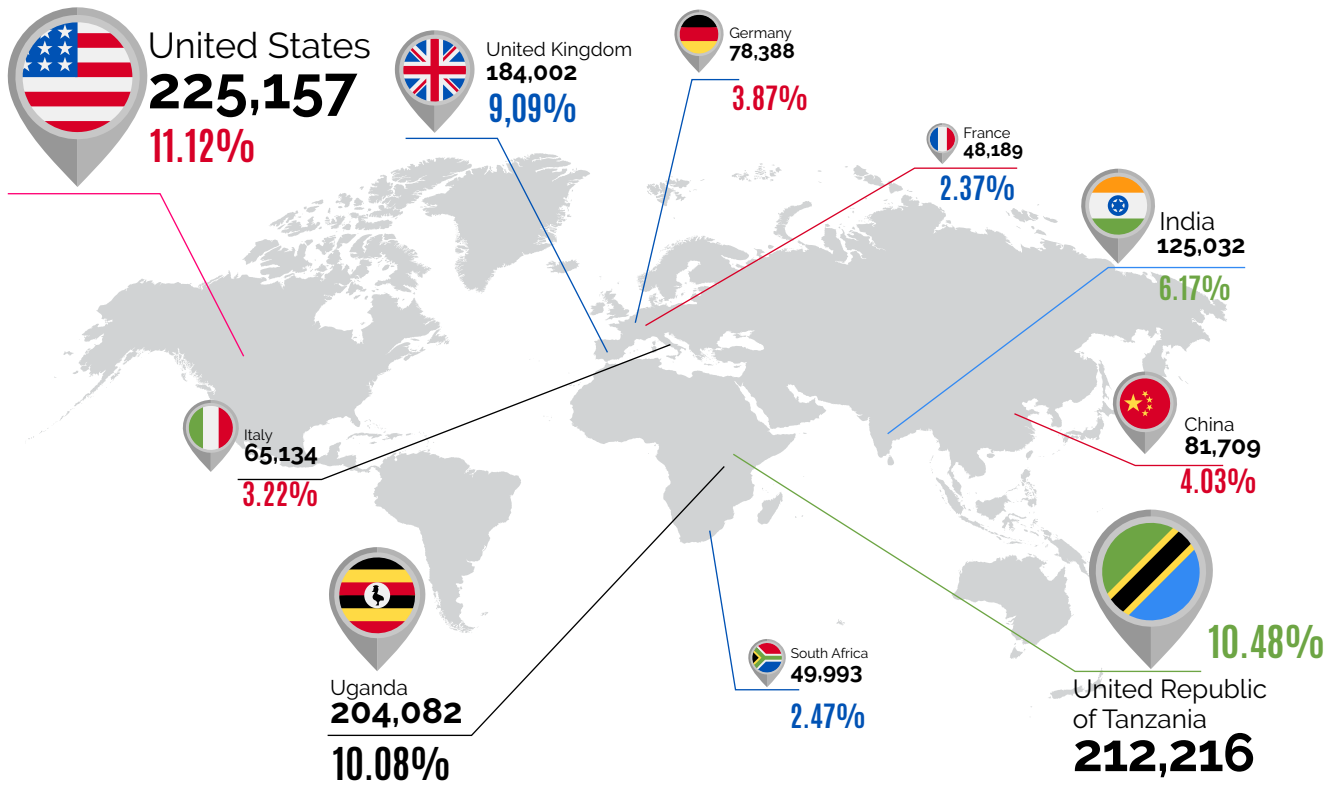 United States
225,157
11.12%
United Kingdom
184,002
9,09%
Germany
78,388
3.87%
France
48,189
2.37%
India
125,032
6.17%
Italy
65,134
3.22%
China
81,709
4.03%
Uganda
204,082
10.08%
South Africa
49,993
2.47%
10.48%
United Republic
of Tanzania
212,216